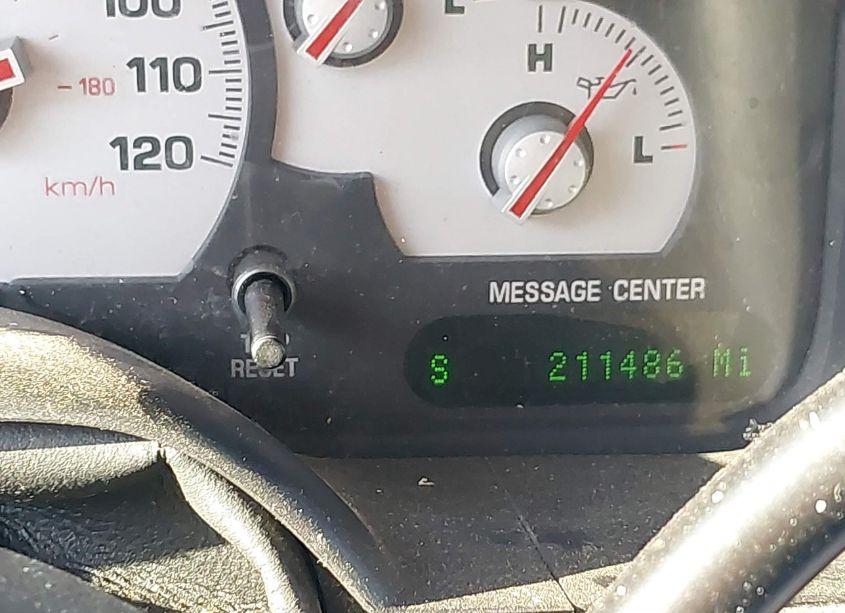 100
110
180
120
km/h
H
L
MESSAGE CENTER
RESET
S 211486 Mi